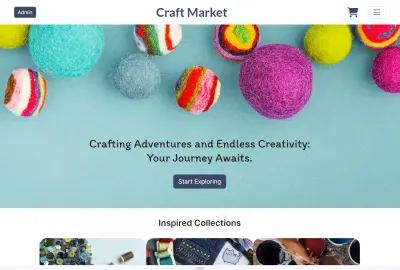 Admin
Craft Market
Crafting Adventures and Endless Creativity:
Your Journey Awaits.
Start Exploring
Inspired Collections